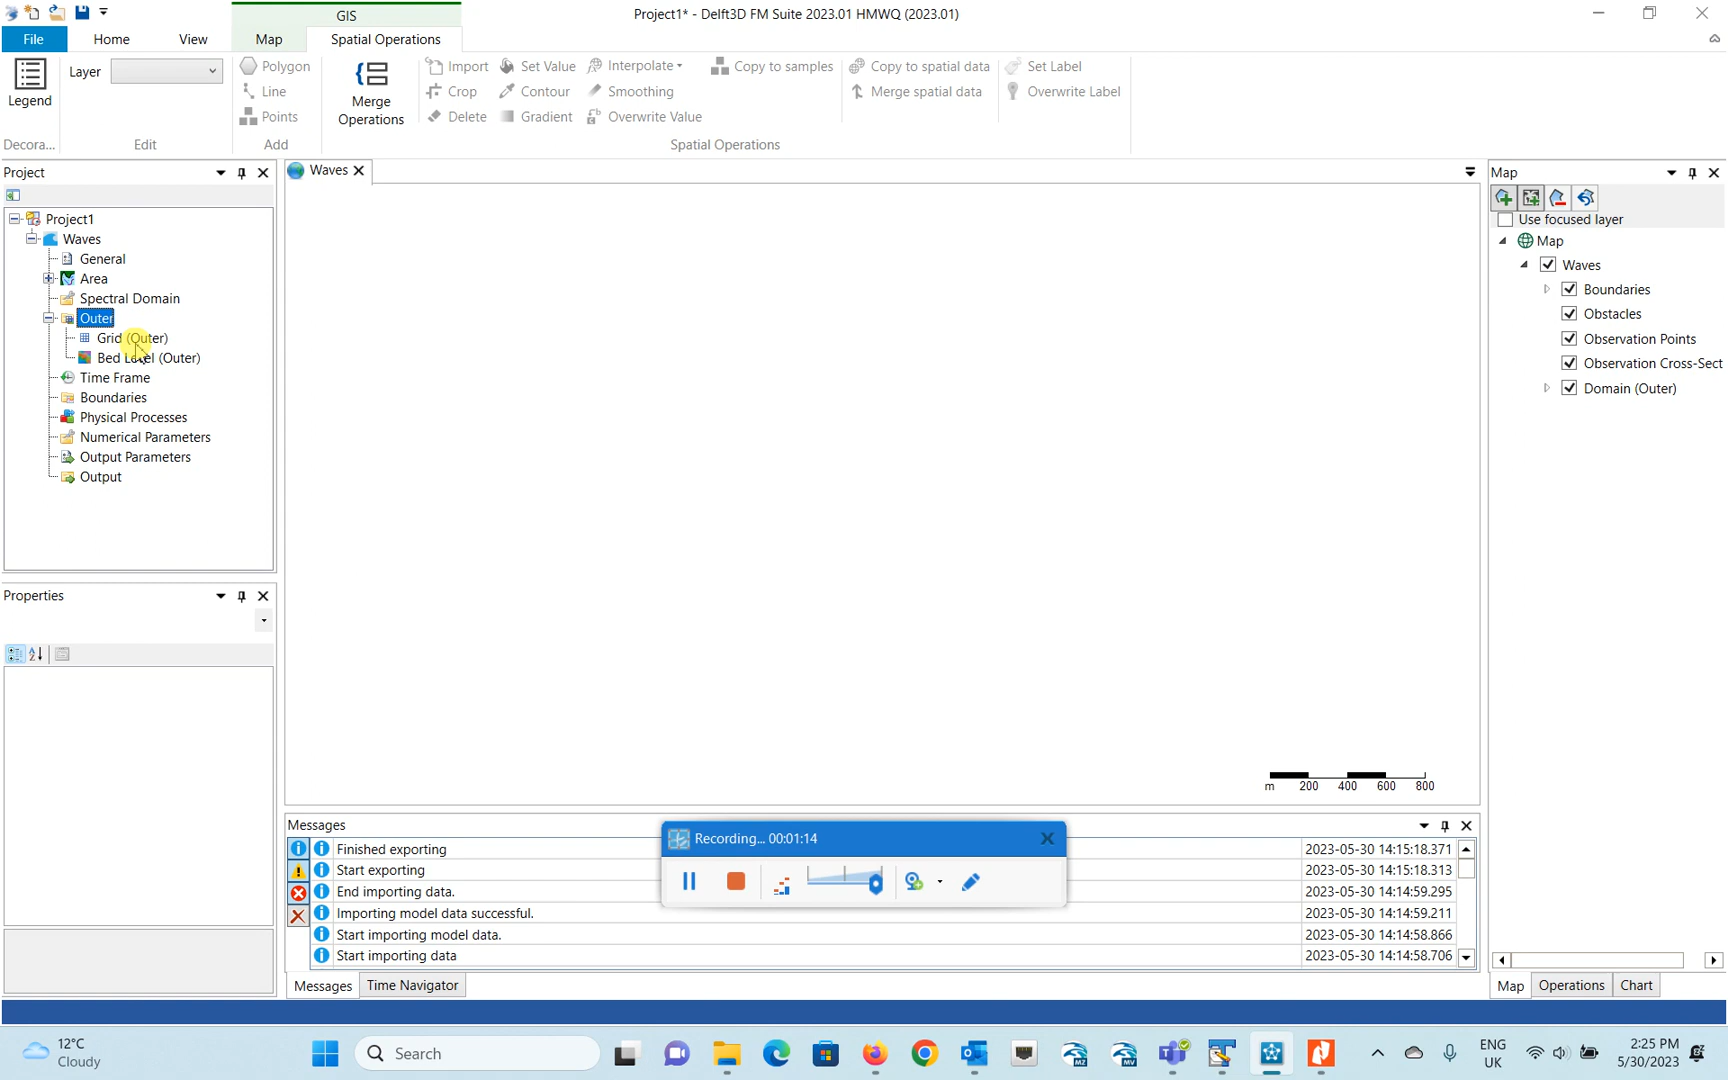 GIS
Project1* - Delft3D FM Suite 2023.01 HMWQ (2023.01)
File Home View Map Spatial Operations
Legend
Layer
Polygon
Line
Points
Merge
Operations
Import Set Value Interpolate Copy to samples Copy to spatial data Set Label
Crop Contour Smoothing Merge spatial data Overwrite Label
Delete Gradient Overwrite Value
Decora... Edit Add Spatial Operations
Project
Project1
Waves
General
Area
Spectral Domain
Outer
Grid (Outer)
Bed Level (Outer)
Time Frame
Boundaries
Physical Processes
Numerical Parameters
Output Parameters
Output
Properties
Waves
m 200 400 600 800
Map
Use focused layer
Map
Waves
Boundaries
Obstacles
Observation Points
Observation Cross-Sect
Domain (Outer)
Messages
Finished exporting 2023-05-30 14:15:18.371
Start exporting 2023-05-30 14:15:18.313
End importing data. 2023-05-30 14:14:59.295
Importing model data successful. 2023-05-30 14:14:59.211
Start importing model data. 2023-05-30 14:14:58.866
Start importing data 2023-05-30 14:14:58.706
Recording... 00:01:14
Messages Time Navigator
Map Operations Chart
12°C
Cloudy
Search
ENG
UK
2:25 PM
5/30/2023